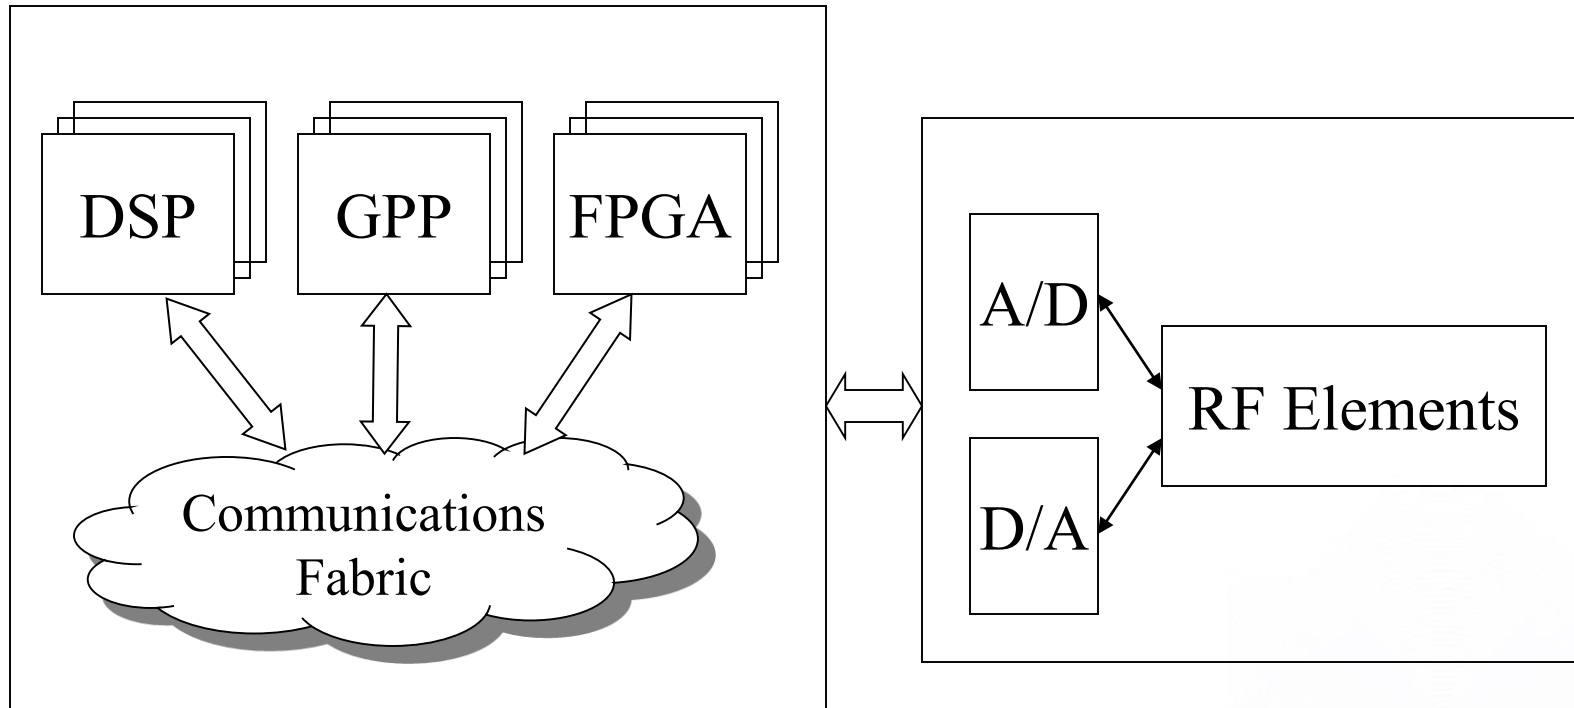 DSP
GPP
FPGA
Communications
Fabric
A/D
D/A
RF Elements